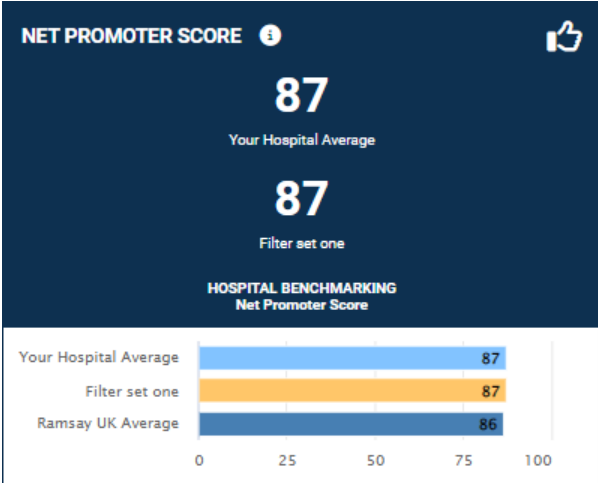 NET PROMOTER SCORE i
87
Your Hospital Average
87
Filter set one
HOSPITAL BENCHMARKING
Net Promoter Score
Your Hospital Average 87
Filter set one 87
Ramsay UK Average 86
0 25 50 75 100